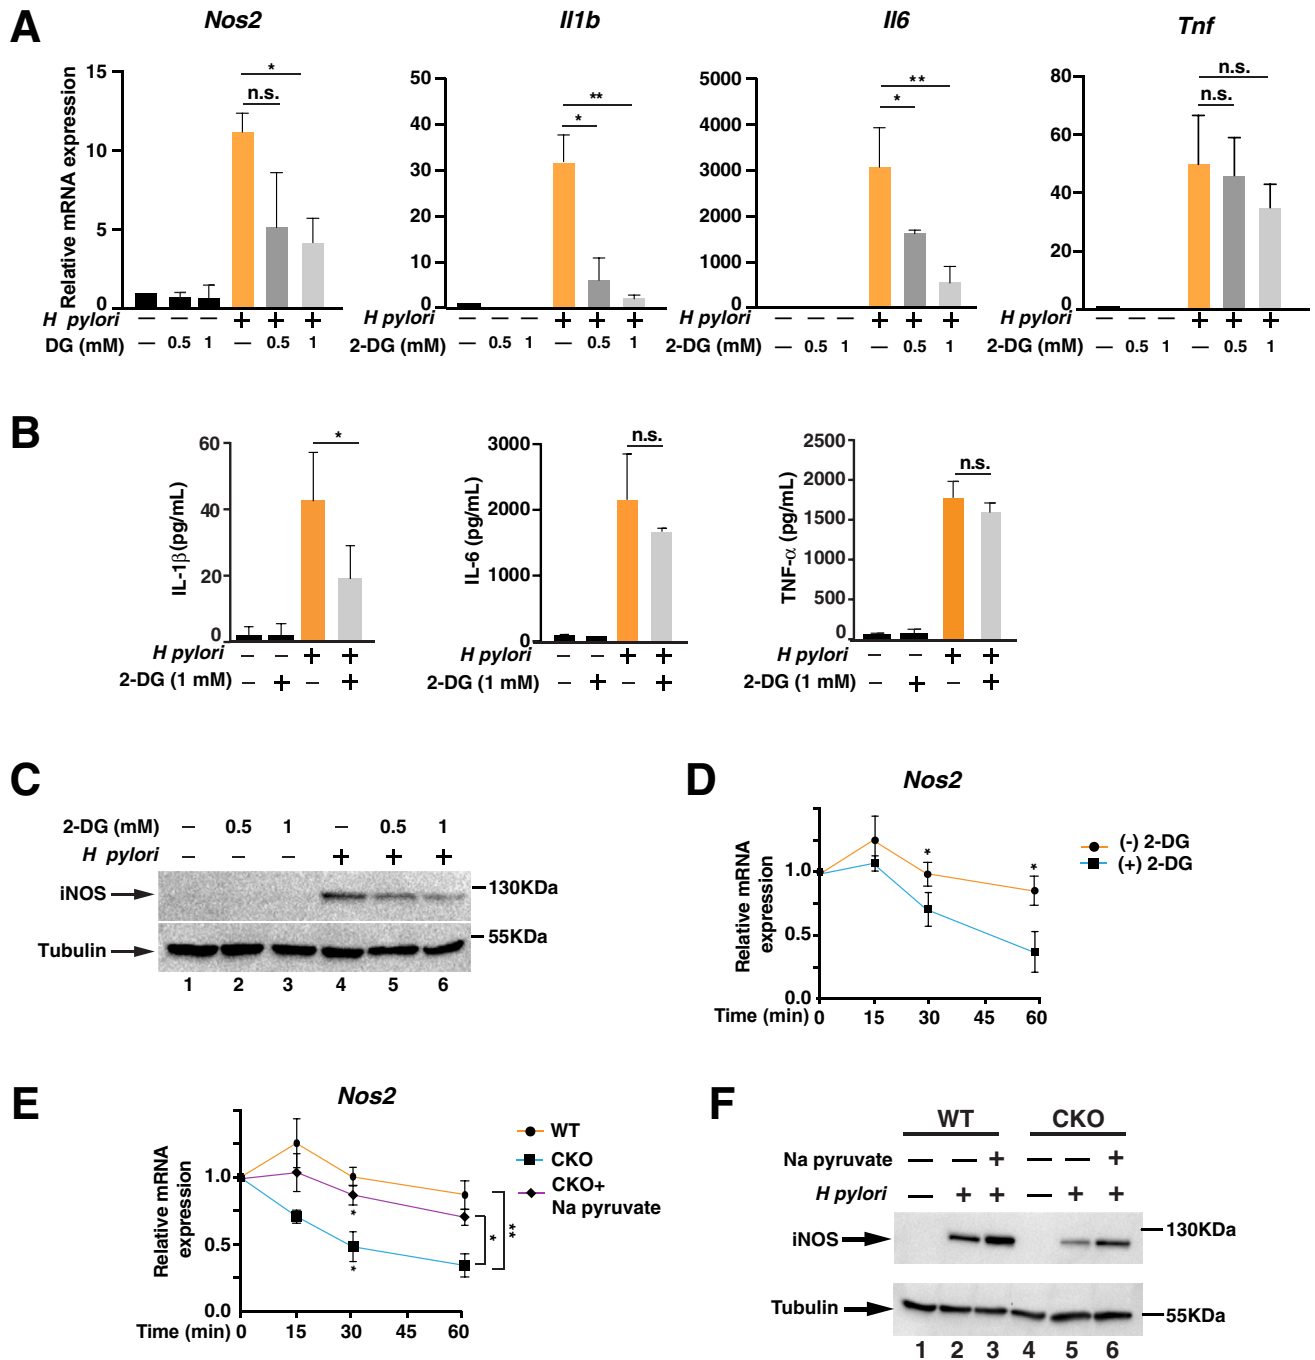 A
Nos2
Il1b
Il6
Tnf
Relative mRNA expression
15
10
5
0
*
n.s.
50
40
30
20
10
0
**
*
5000
4000
3000
2000
1000
0
**
*
80
60
40
20
0
n.s.
n.s.
H pylori — — — + + +
DG (mM) — 0.5 1 — 0.5 1
H pylori — — — + + +
2-DG (mM) — 0.5 1 — 0.5 1
H pylori — — — + + +
2-DG (mM) — 0.5 1 — 0.5 1
H pylori — — — + + +
2-DG (mM) — 0.5 1 — 0.5 1
B
IL-1β(pg/mL)
60
40
20
0
*
H pylori — — + +
2-DG (1 mM) — + — +
IL-6 (pg/mL)
3000
2000
1000
0
n.s.
H pylori — — + +
2-DG (1 mM) — + — +
TNF-α (pg/mL)
2500
2000
1500
1000
500
0
n.s.
H pylori — — + +
2-DG (1 mM) — + — +
C
2-DG (mM) — 0.5 1 — 0.5 1
H pylori — — — + + +
iNOS
130KDa
Tubulin
55KDa
1 2 3 4 5 6
D
Nos2
Relative mRNA
expression
1.0
0.5
0.0
* *
Time (min) 0 15 30 45 60
(-) 2-DG
(+) 2-DG
E
Nos2
Relative mRNA
expression
1.0
0.5
0.0
*
*
*
**
Time (min) 0 15 30 45 60
WT
CKO
CKO+
Na pyruvate
F
WT CKO
Na pyruvate — — + — — +
H pylori — + + — + +
iNOS
130KDa
Tubulin
55KDa
1 2 3 4 5 6